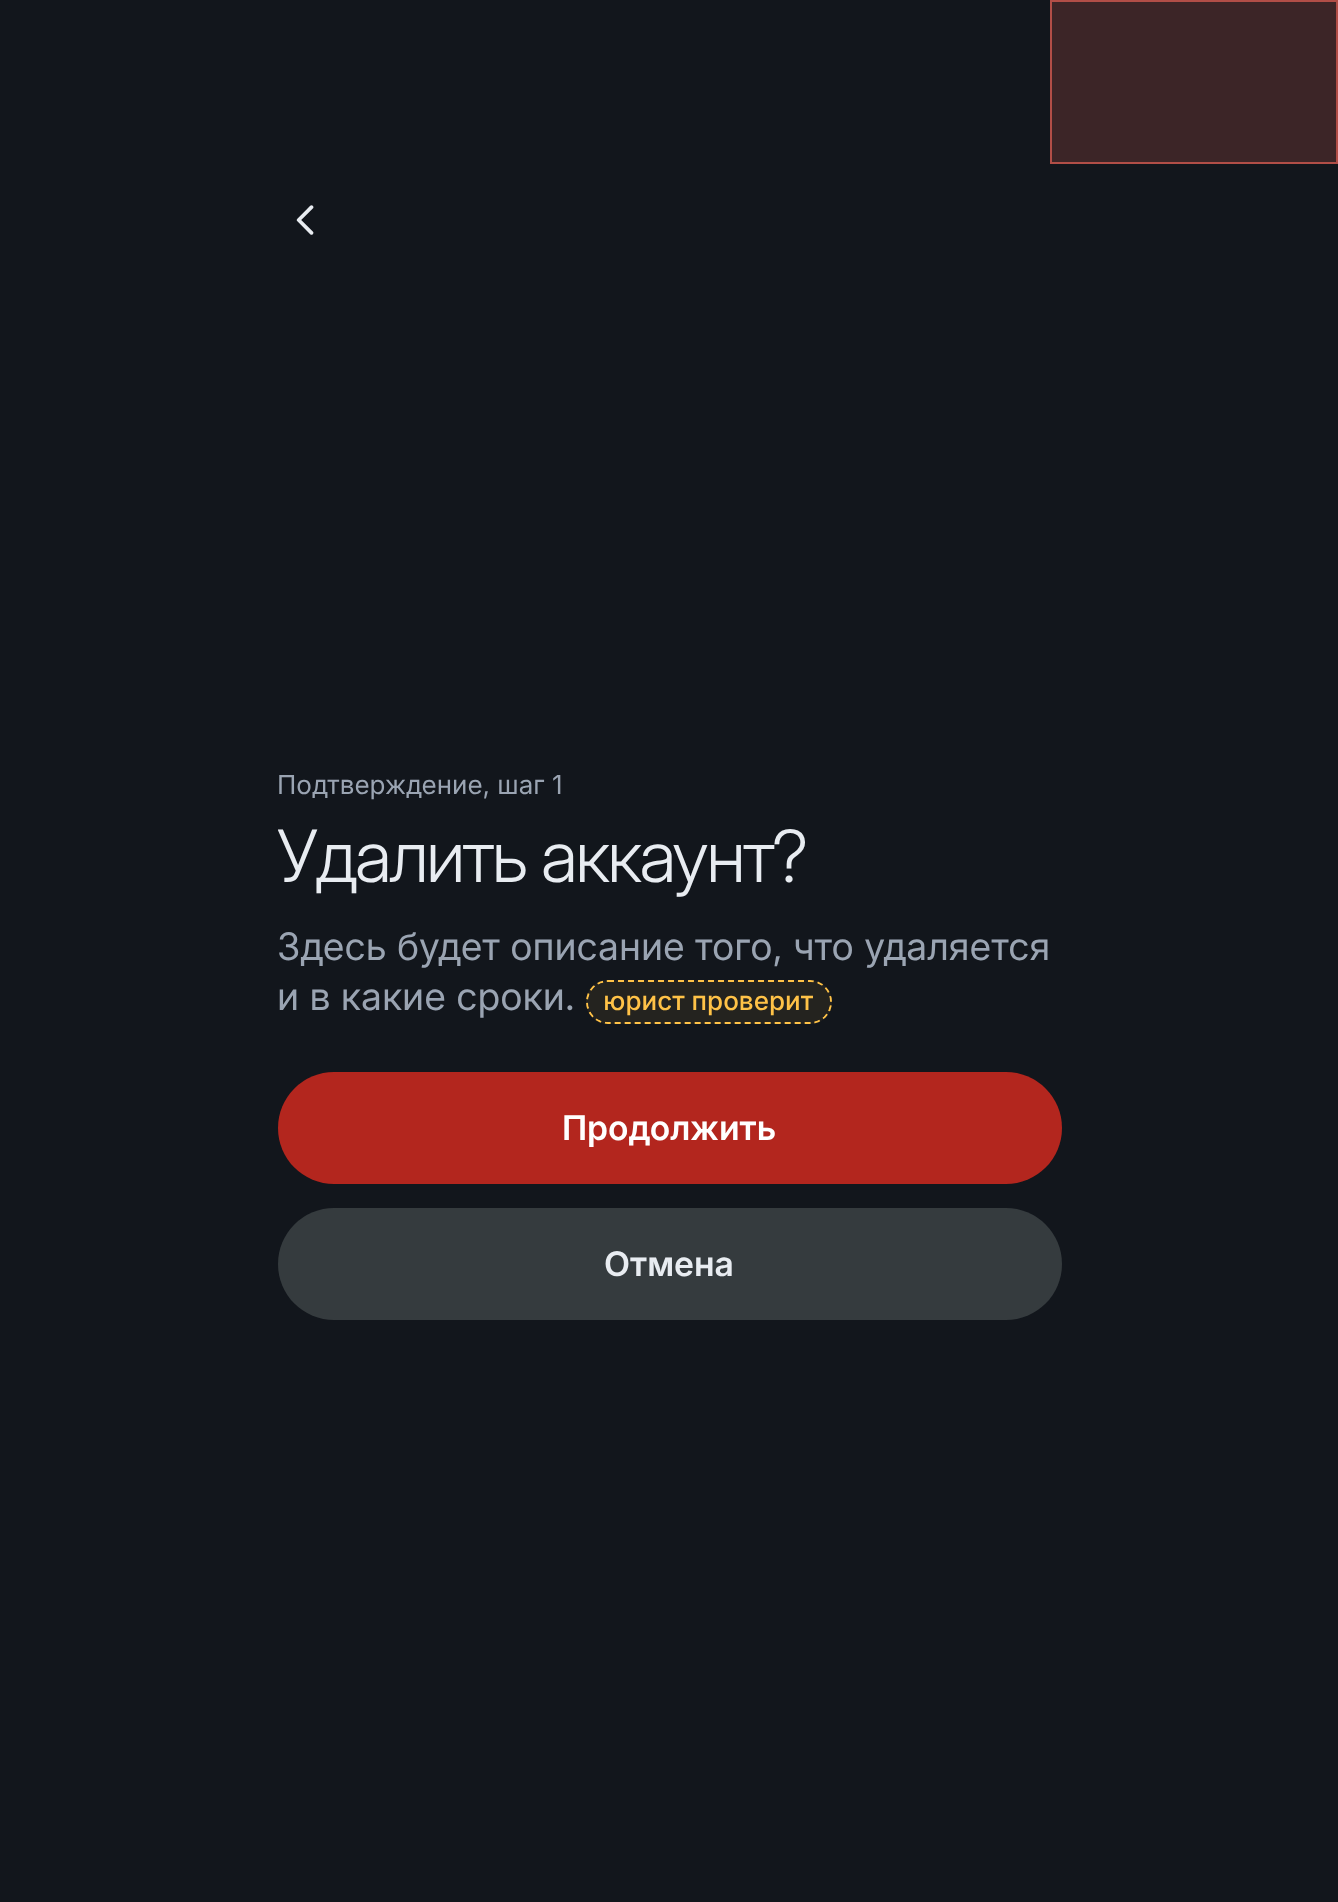 Подтверждение, шаг 1
Удалить аккаунт?
Здесь будет описание того, что удаляется
и в какие сроки. юрист проверит
Продолжить
Отмена